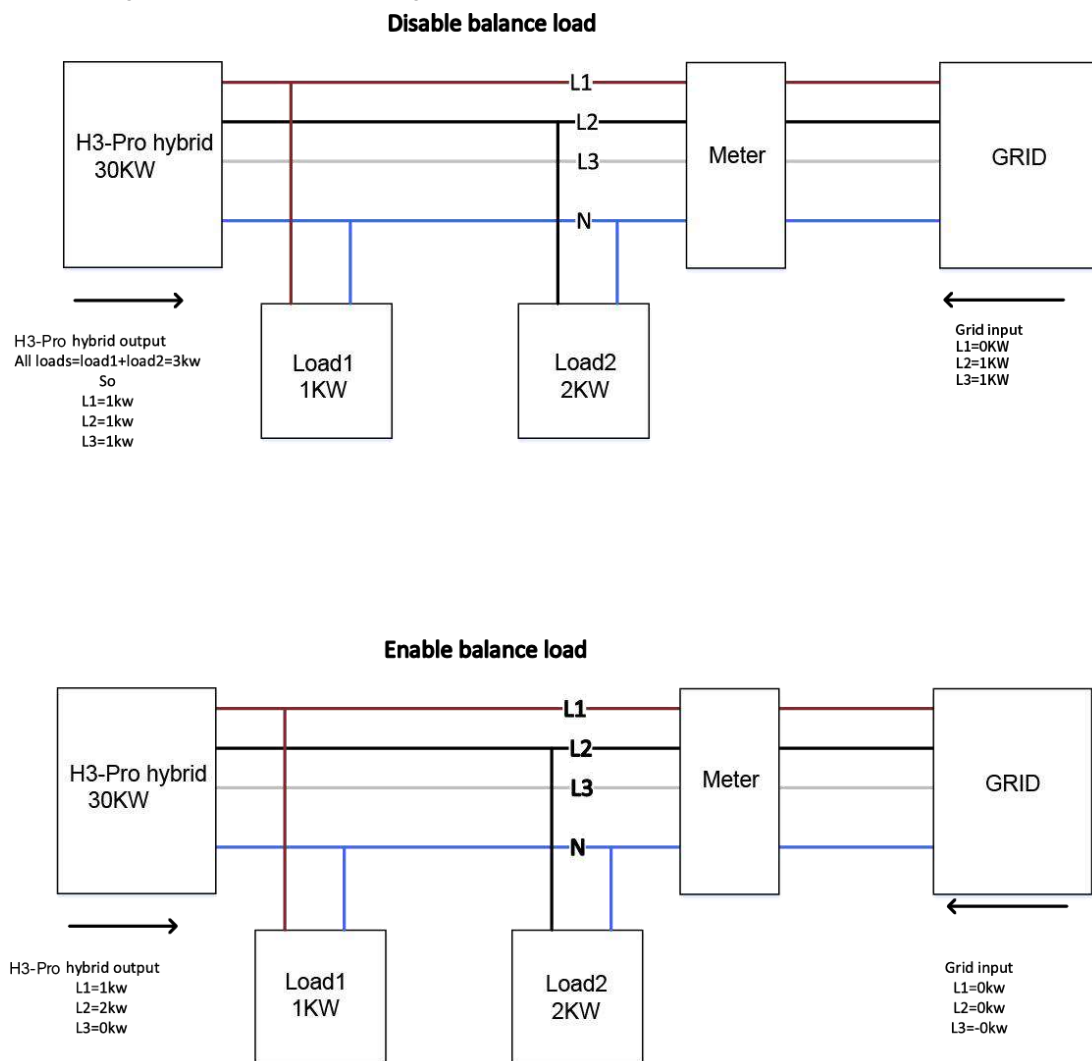 Disable balance load
H3-Pro hybrid
30KW
L1
L2
L3
N
Meter
GRID
Load1
1KW
Load2
2KW
H3-Pro hybrid output
All loads=load1+load2=3kw
So
L1=1kw
L2=1kw
L3=1kw
Grid input
L1=0KW
L2=1KW
L3=1KW
Enable balance load
H3-Pro hybrid
30KW
L1
L2
L3
N
Meter
GRID
Load1
1KW
Load2
2KW
H3-Pro hybrid output
L1=1kw
L2=2kw
L3=0kw
Grid input
L1=0kw
L2=0kw
L3=-0kw